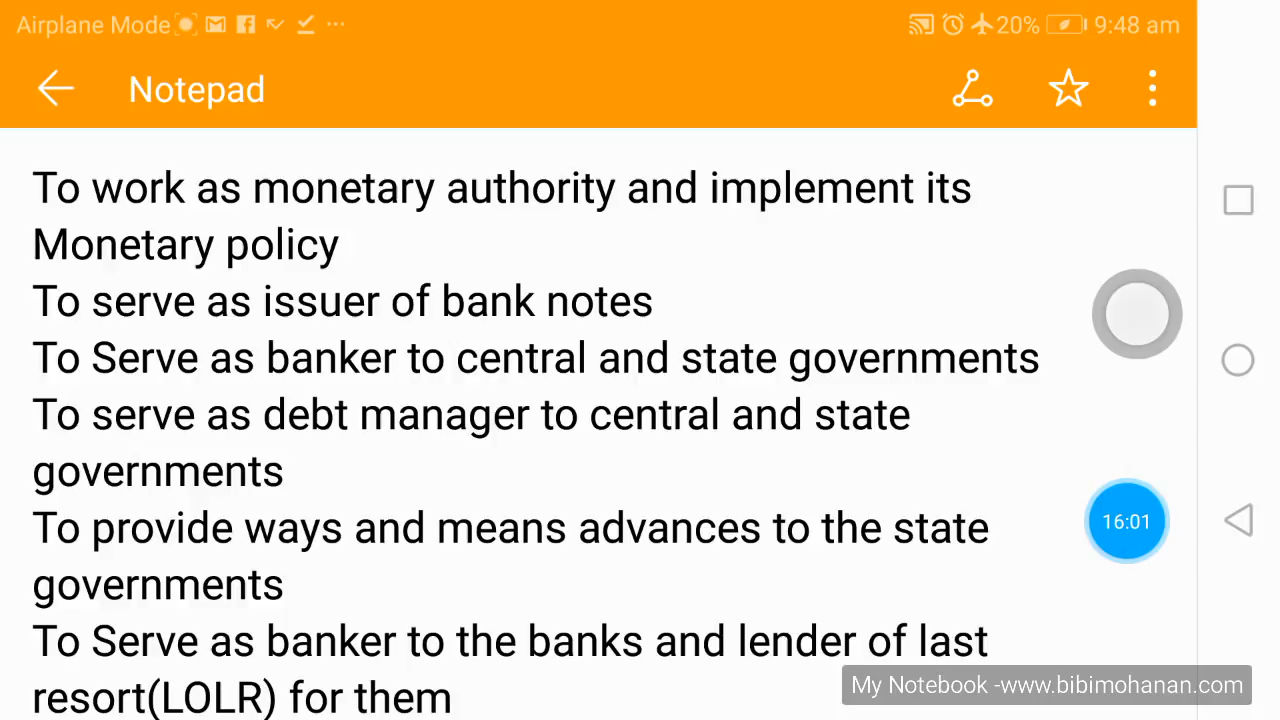 Airplane Mode ... 20% 9:48 am
Notepad
To work as monetary authority and implement its
Monetary policy
To serve as issuer of bank notes
To Serve as banker to central and state governments
To serve as debt manager to central and state
governments
16:01
To provide ways and means advances to the state
governments
To Serve as banker to the banks and lender of last
resort(LOLR) for them
My Notebook -www.bibimohanan.com